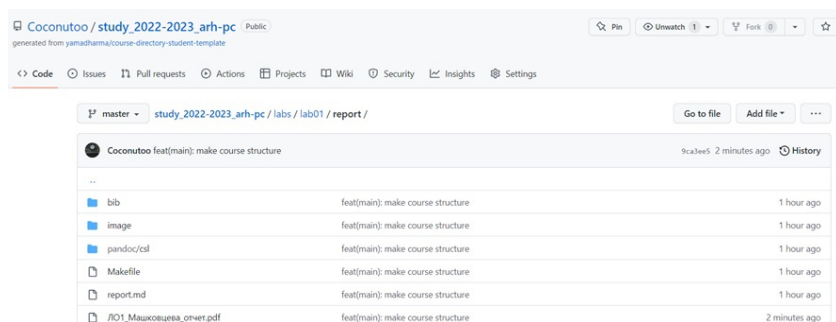 Coconutoo / study_2022-2023_arh-pc Public Pin Unwatch 1 Fork 0
generated from yamadharma/course-directory-student-template
Code Issues Pull requests Actions Projects Wiki Security Insights Settings
master study_2022-2023_arh-pc / labs / lab01 / report / Go to file Add file ...
Coconutoo feat(main): make course structure 9ca3ee5 2 minutes ago History
..
bib feat(main): make course structure 1 hour ago
image feat(main): make course structure 1 hour ago
pandoc/csl feat(main): make course structure 1 hour ago
Makefile feat(main): make course structure 1 hour ago
report.md feat(main): make course structure 1 hour ago
ЛО1_Машковцева_отчет.pdf feat(main): make course structure 2 minutes ago